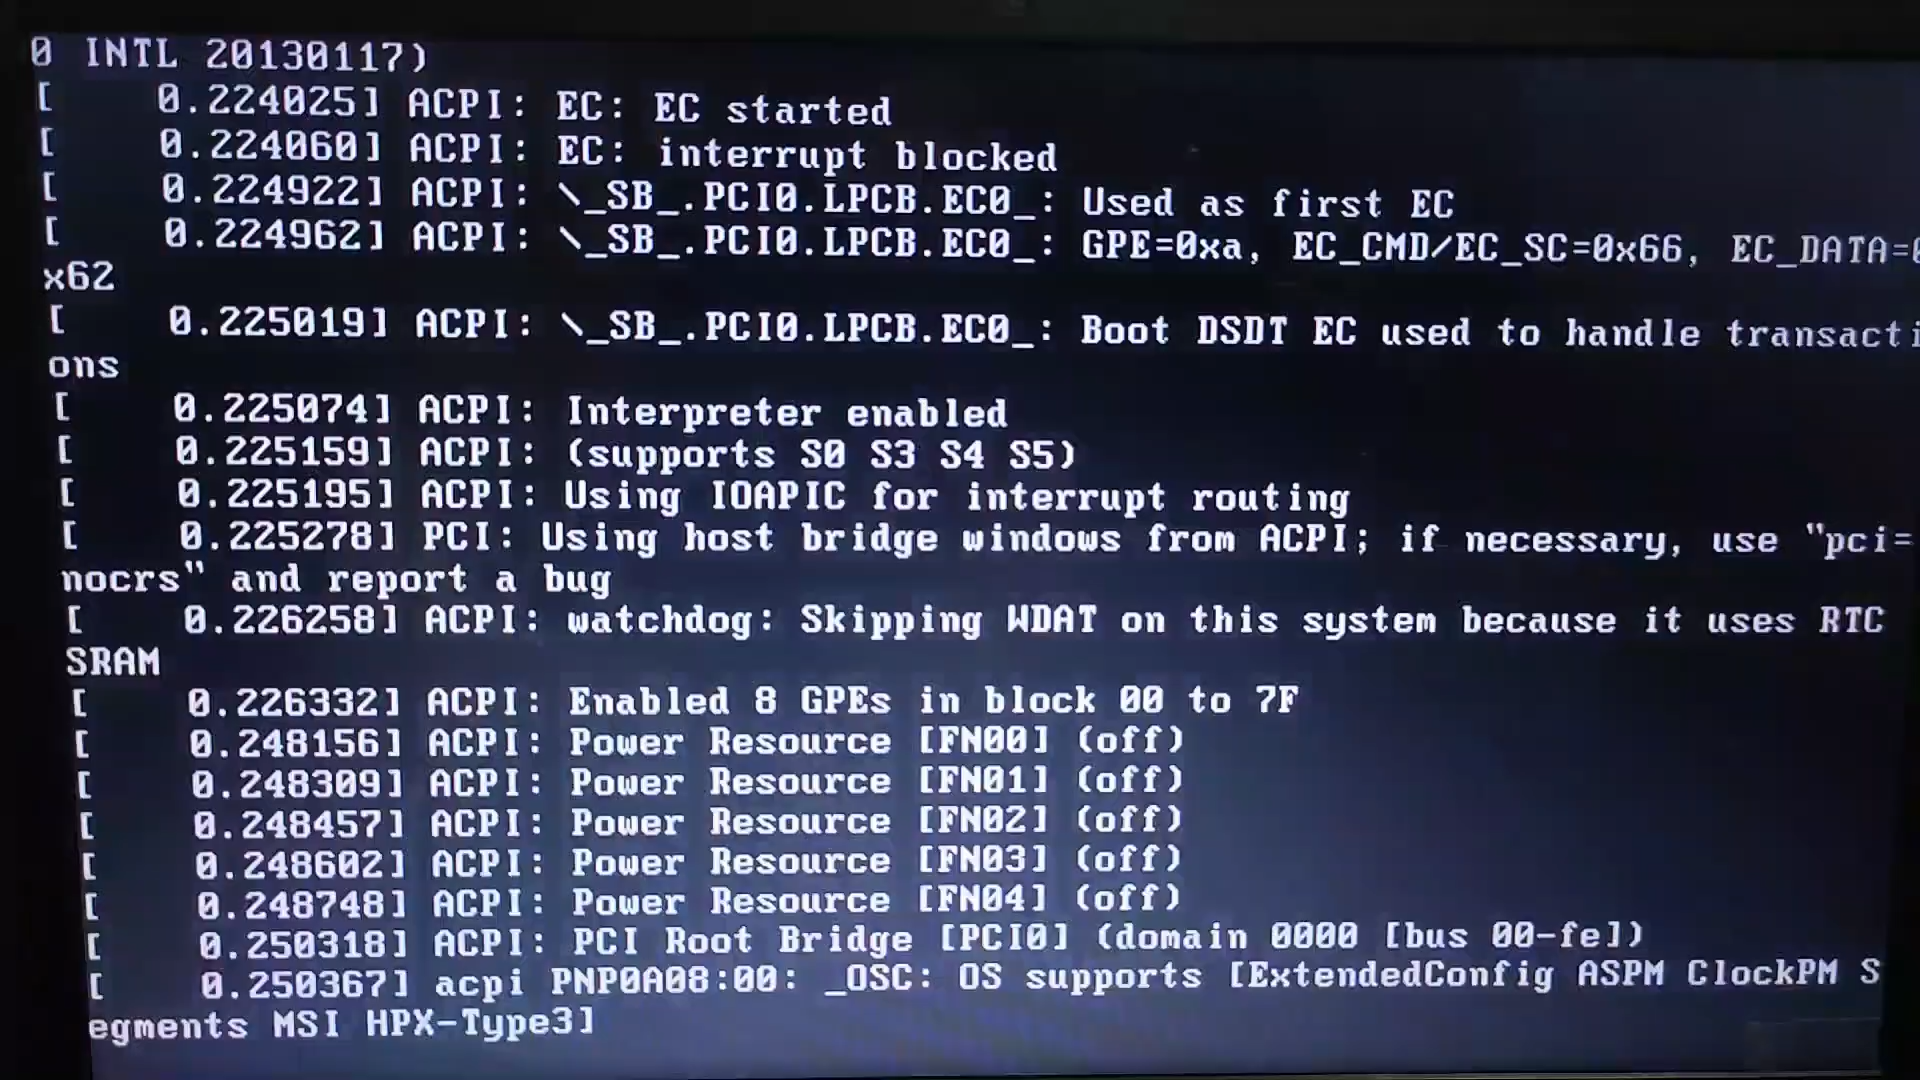 0 INTL 20130117)
[    0.224025] ACPI: EC: EC started
[    0.224060] ACPI: EC: interrupt blocked
[    0.224922] ACPI: \_SB_.PCI0.LPCB.EC0_: Used as first EC
[    0.224962] ACPI: \_SB_.PCI0.LPCB.EC0_: GPE=0xa, EC_CMD/EC_SC=0x66, EC_DATA=0
x62
[    0.225019] ACPI: \_SB_.PCI0.LPCB.EC0_: Boot DSDT EC used to handle transacti
ons
[    0.225074] ACPI: Interpreter enabled
[    0.225159] ACPI: (supports S0 S3 S4 S5)
[    0.225195] ACPI: Using IOAPIC for interrupt routing
[    0.225278] PCI: Using host bridge windows from ACPI; if necessary, use "pci=
nocrs" and report a bug
[    0.226258] ACPI: watchdog: Skipping WDAT on this system because it uses RTC
SRAM
[    0.226332] ACPI: Enabled 8 GPEs in block 00 to 7F
[    0.248156] ACPI: Power Resource [FN00] (off)
[    0.248309] ACPI: Power Resource [FN01] (off)
[    0.248457] ACPI: Power Resource [FN02] (off)
[    0.248602] ACPI: Power Resource [FN03] (off)
[    0.248748] ACPI: Power Resource [FN04] (off)
[    0.250318] ACPI: PCI Root Bridge [PCI0] (domain 0000 [bus 00-fe])
[    0.250367] acpi PNP0A08:00: _OSC: OS supports [ExtendedConfig ASPM ClockPM S
egments MSI HPX-Type3]